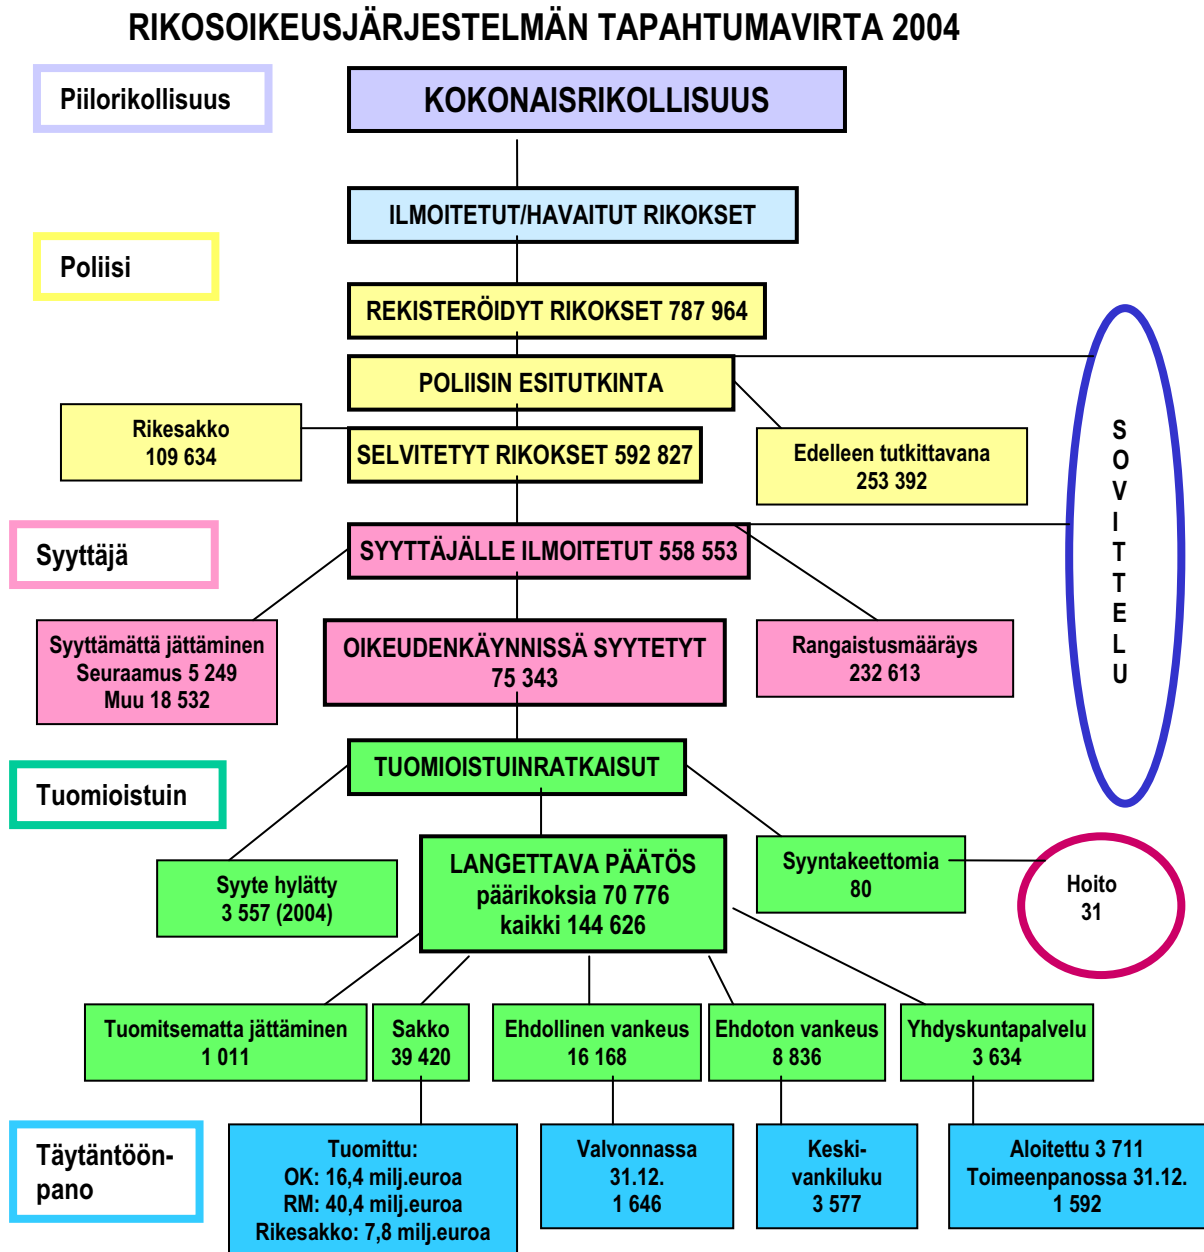 RIKOSOIKEUSJÄRJESTELMÄN TAPAHTUMAVIRTA 2004
Piilorikollisuus
KOKONAISRIKOLLISUUS
ILMOITETUT/HAVAITUT RIKOKSET
Poliisi
REKISTERÖIDYT RIKOKSET 787 964
POLIISIN ESITUTKINTA
Rikesakko
109 634
SELVITETYT RIKOKSET 592 827
Edelleen tutkittavana
253 392
S
O
V
I
T
T
E
L
U
Syyttäjä
SYYTTÄJÄLLE ILMOITETUT 558 553
Syyttämättä jättäminen
Seuraamus 5 249
Muu 18 532
OIKEUDENKÄYNNISSÄ SYYTETYT
75 343
Rangaistusmääräys
232 613
Tuomioistuin
TUOMIOISTUINRATKAISUT
Syyte hylätty
3 557 (2004)
LANGETTAVA PÄÄTÖS
päärikoksia 70 776
kaikki 144 626
Syyntakeettomia
80
Hoito
31
Tuomitsematta jättäminen
1 011
Sakko
39 420
Ehdollinen vankeus
16 168
Ehdoton vankeus
8 836
Yhdyskuntapalvelu
3 634
Täytäntöön-
pano
Tuomittu:
OK: 16,4 milj.euroa
RM: 40,4 milj.euroa
Rikesakko: 7,8 milj.euroa
Valvonnassa
31.12.
1 646
Keski-
vankiluku
3 577
Aloitettu 3 711
Toimeenpanossa 31.12.
1 592